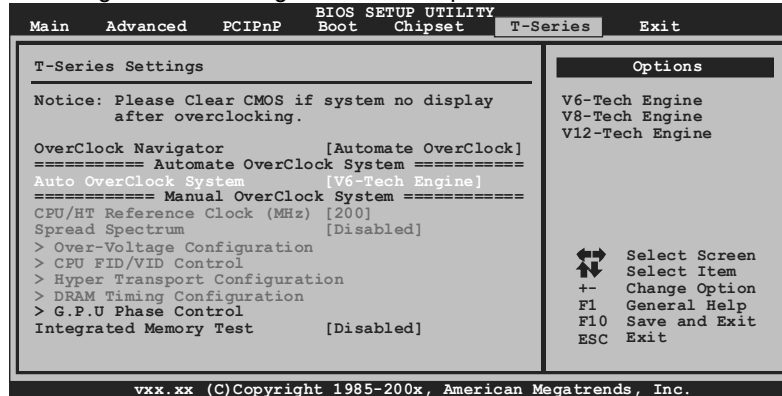 BIOS SETUP UTILITY
Main Advanced PCIPnP Boot Chipset T-Series Exit
T-Series Settings
Notice: Please Clear CMOS if system no display
after overclocking.
OverClock Navigator [Automate OverClock]
=========== Automate OverClock System ===========
Auto OverClock System [V6-Tech Engine]
============ Manual OverClock System ============
CPU/HT Reference Clock (MHz) [200]
Spread Spectrum [Disabled]
> Over-Voltage Configuration
> CPU FID/VID Control
> Hyper Transport Configuration
> DRAM Timing Configuration
> G.P.U Phase Control
Integrated Memory Test [Disabled]
Options
V6-Tech Engine
V8-Tech Engine
V12-Tech Engine
Select Screen
Select Item
+- Change Option
F1 General Help
F10 Save and Exit
ESC Exit
vxx.xx (C)Copyright 1985-200x, American Megatrends, Inc.